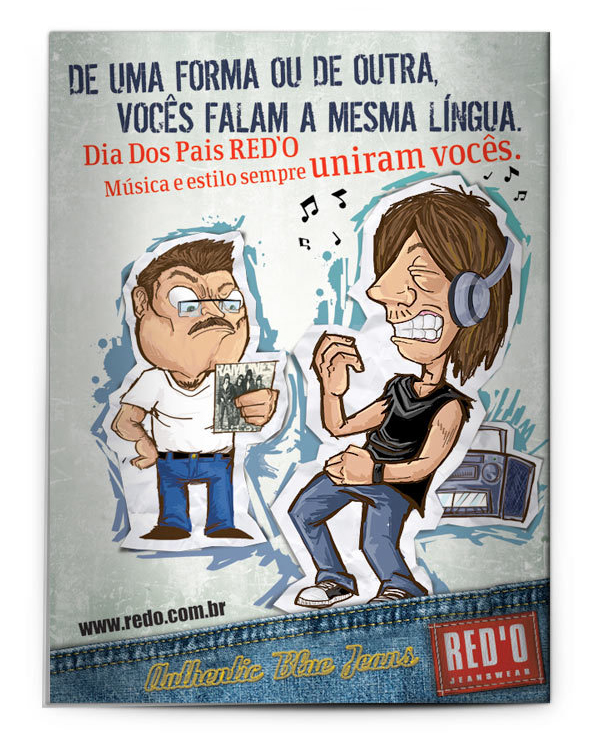 DE UMA FORMA OU DE OUTRA,
VOCÊS FALAM A MESMA LÍNGUA.
Dia Dos Pais RED'O
Música e estilo sempre uniram vocês.
RAMONES
www.redo.com.br
Authentic Blue Jeans
RED'O
JEANSWEAR